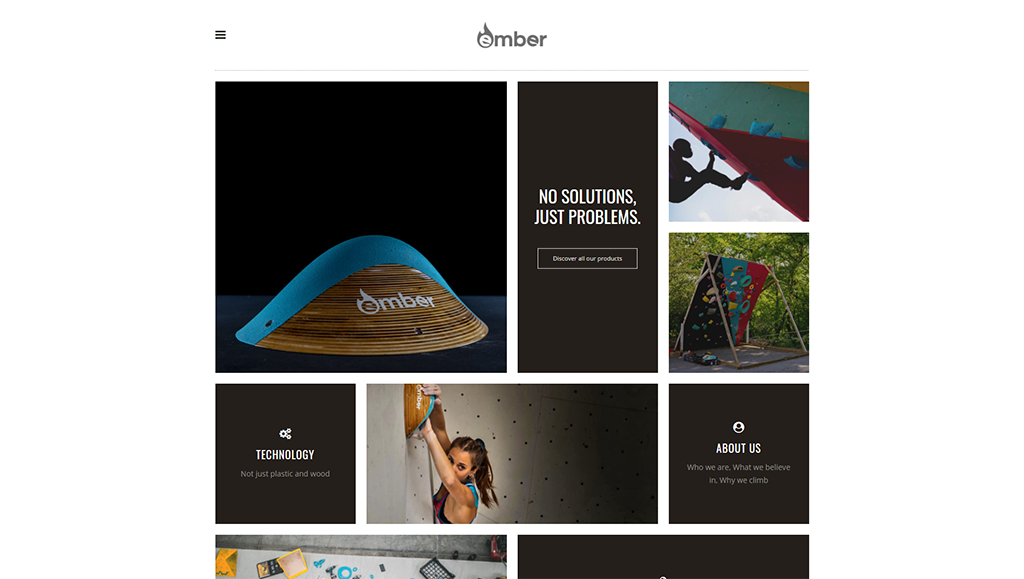 ember
NO SOLUTIONS,
JUST PROBLEMS.
Discover all our products
ember
TECHNOLOGY
Not just plastic and wood
ember
ABOUT US
Who we are, What we believe
in, Why we climb